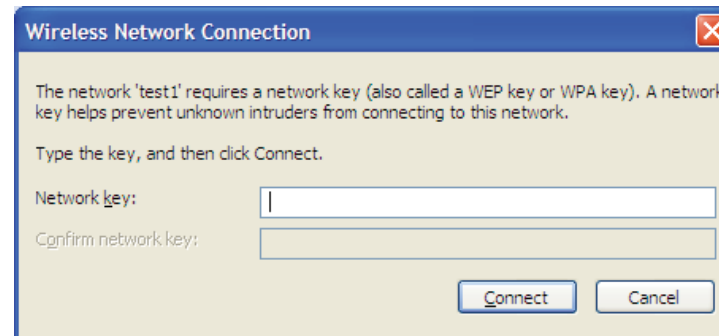 Wireless Network Connection
The network 'test1' requires a network key (also called a WEP key or WPA key). A network
key helps prevent unknown intruders from connecting to this network.
Type the key, and then click Connect.
Network key:
Confirm network key:
Connect Cancel